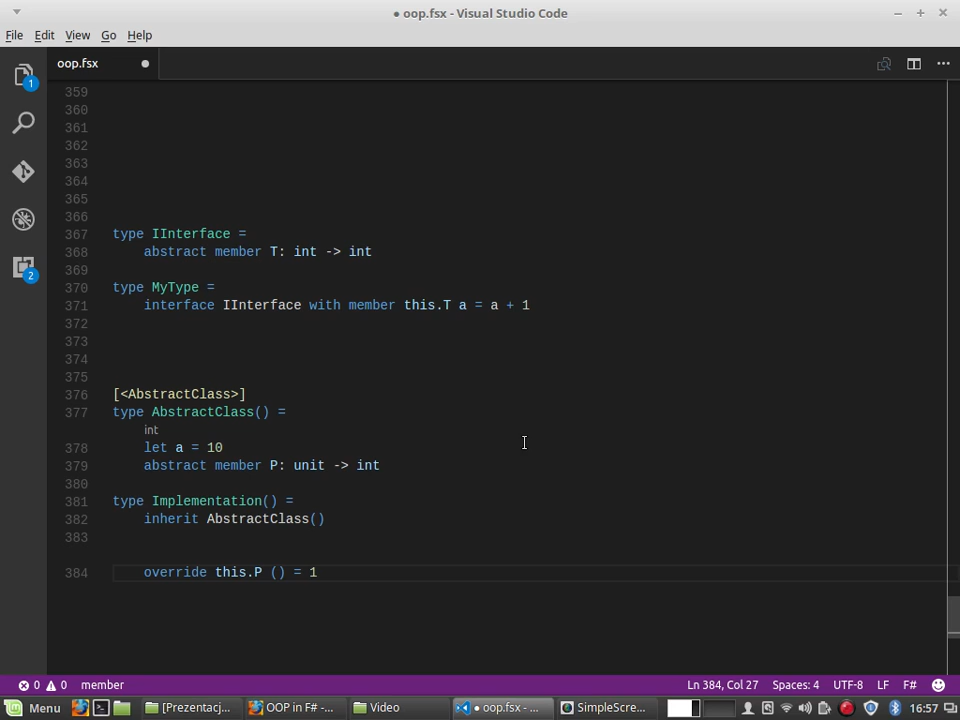 ● oop.fsx - Visual Studio Code
File Edit View Go Help
oop.fsx
1
2
359
360
361
362
363
364
365
366
367 type IInterface =
368 abstract member T: int -> int
369
370 type MyType =
371 interface IInterface with member this.T a = a + 1
372
373
374
375
376 [<AbstractClass>]
377 type AbstractClass() =
int
378 let a = 10
379 abstract member P: unit -> int
380
381 type Implementation() =
382 inherit AbstractClass()
383
384 override this.P () = 1
0 0 member Ln 384, Col 27 Spaces: 4 UTF-8 LF F#
Menu [Prezentacj... OOP in F# -... Video ● oop.fsx - ... SimpleScre... 16:57